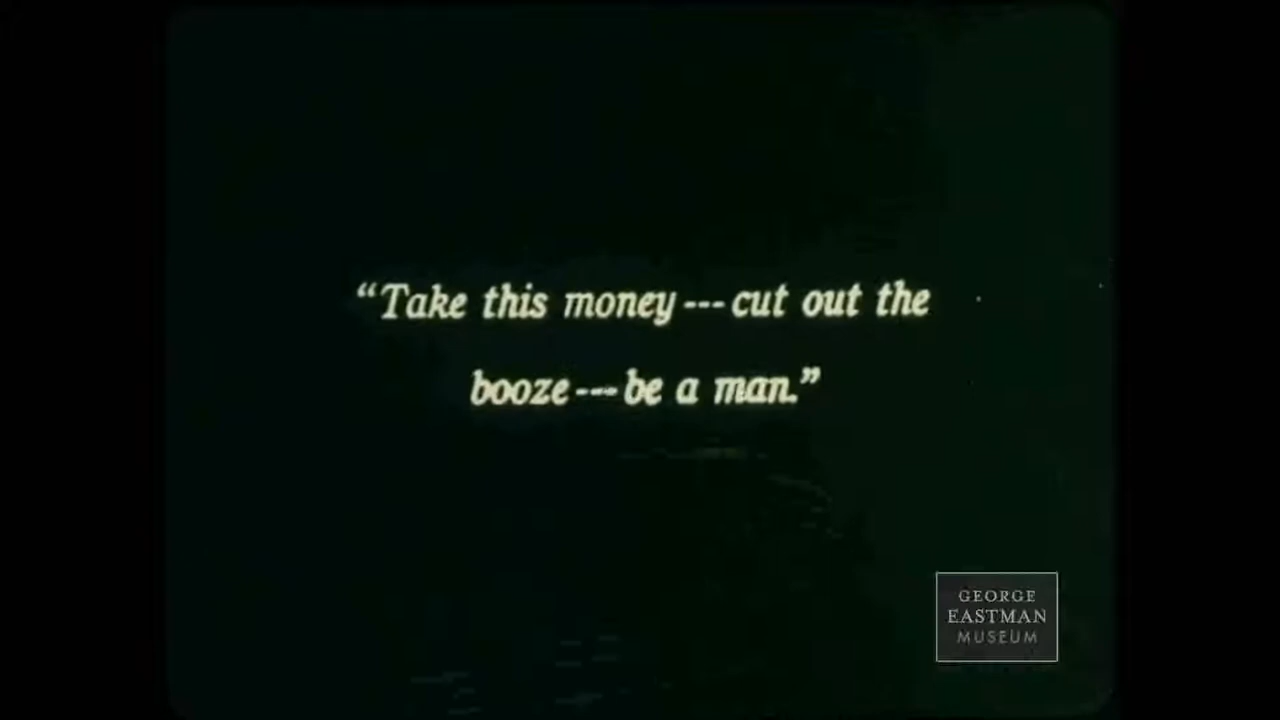 “Take this money---cut out the
booze---be a man.”
GEORGE
EASTMAN
MUSEUM